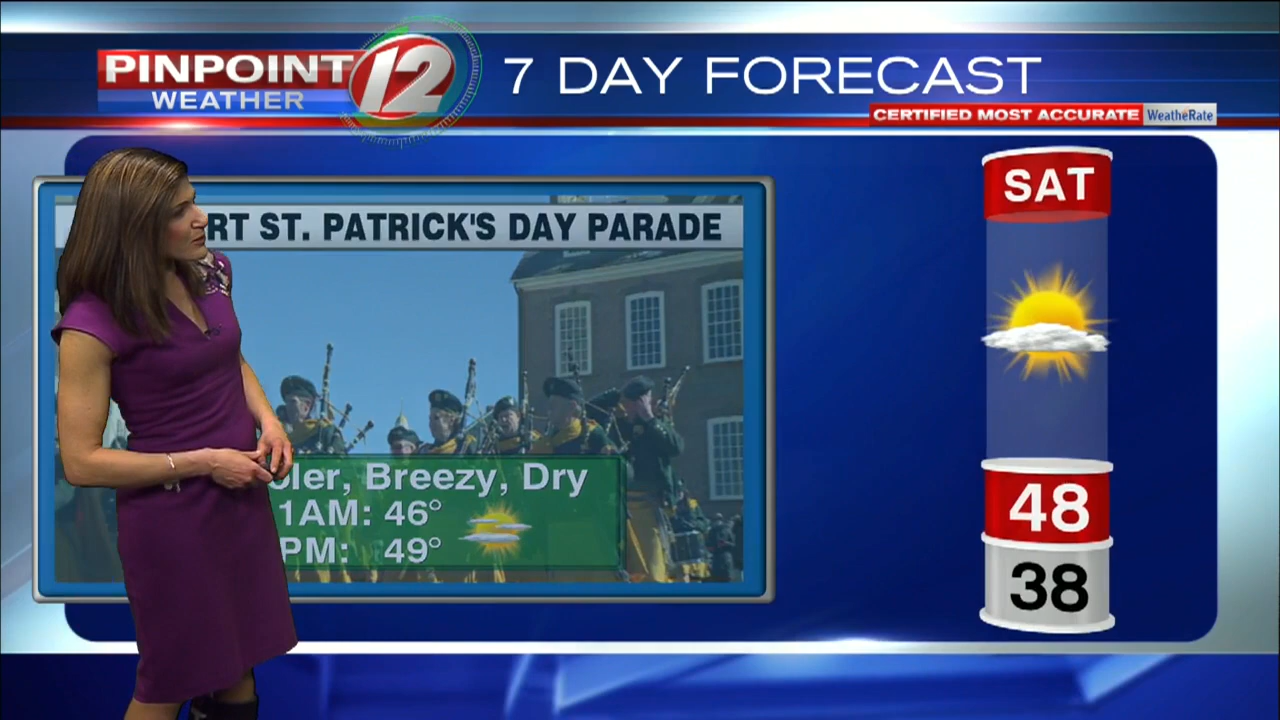 PINPOINT
WEATHER
12
7 DAY FORECAST
CERTIFIED MOST ACCURATE WeatheRate
RT ST. PATRICK'S DAY PARADE
ler, Breezy, Dry
1AM: 46°
PM: 49°
SAT
48
38